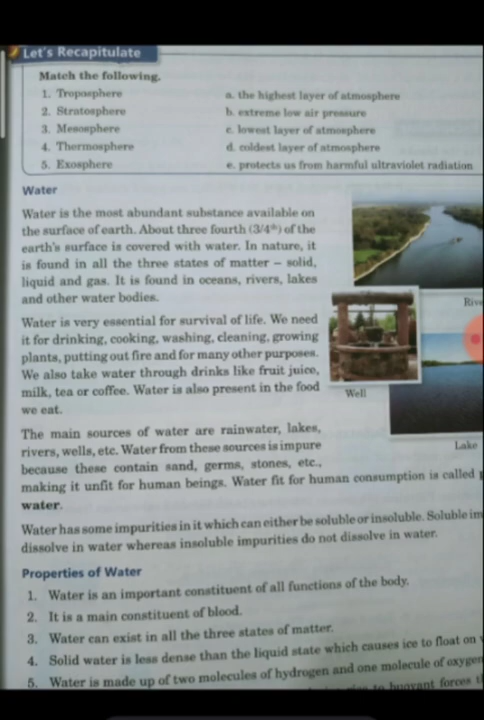 Let's Recapitulate
Match the following.
1. Troposphere a. the highest layer of atmosphere
2. Stratosphere b. extreme low air pressure
3. Mesosphere c. lowest layer of atmosphere
4. Thermosphere d. coldest layer of atmosphere
5. Exosphere e. protects us from harmful ultraviolet radiation
Water
Water is the most abundant substance available on
the surface of earth. About three fourth (3/4th) of the
earth's surface is covered with water. In nature, it
is found in all the three states of matter – solid,
liquid and gas. It is found in oceans, rivers, lakes
and other water bodies.
Rive
Water is very essential for survival of life. We need
it for drinking, cooking, washing, cleaning, growing
plants, putting out fire and for many other purposes.
We also take water through drinks like fruit juice,
milk, tea or coffee. Water is also present in the food
we eat.
Well
The main sources of water are rainwater, lakes,
rivers, wells, etc. Water from these sources is impure
because these contain sand, germs, stones, etc.,
Lake
making it unfit for human beings. Water fit for human consumption is called
water.
Water has some impurities in it which can either be soluble or insoluble. Soluble im
dissolve in water whereas insoluble impurities do not dissolve in water.
Properties of Water
1. Water is an important constituent of all functions of the body.
2. It is a main constituent of blood.
3. Water can exist in all the three states of matter.
4. Solid water is less dense than the liquid state which causes ice to float on
5. Water is made up of two molecules of hydrogen and one molecule of oxygen
to buoyant forces